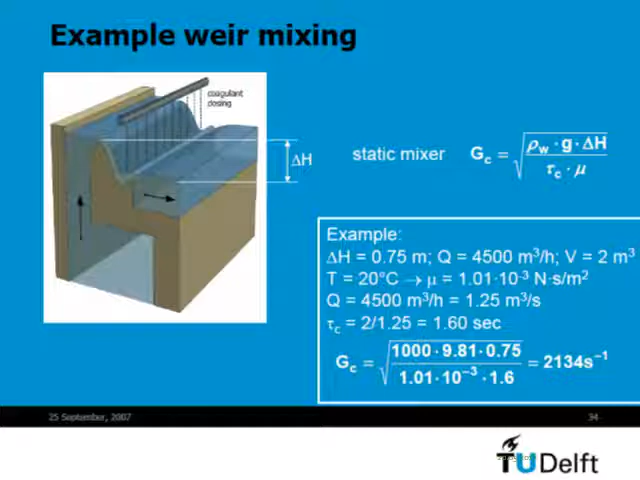 Example weir mixing
coagulant
dosing
ΔH
static mixer G_c = √(ρ_w · g · ΔH / τ_c · μ)
Example:
ΔH = 0.75 m; Q = 4500 m³/h; V = 2 m³
T = 20°C → μ = 1.01·10⁻³ N·s/m²
Q = 4500 m³/h = 1.25 m³/s
τ_c = 2/1.25 = 1.60 sec
G_c = √(1000 · 9.81 · 0.75 / 1.01 · 10⁻³ · 1.6) = 2134s⁻¹
25 September, 2007
34
TUDelft